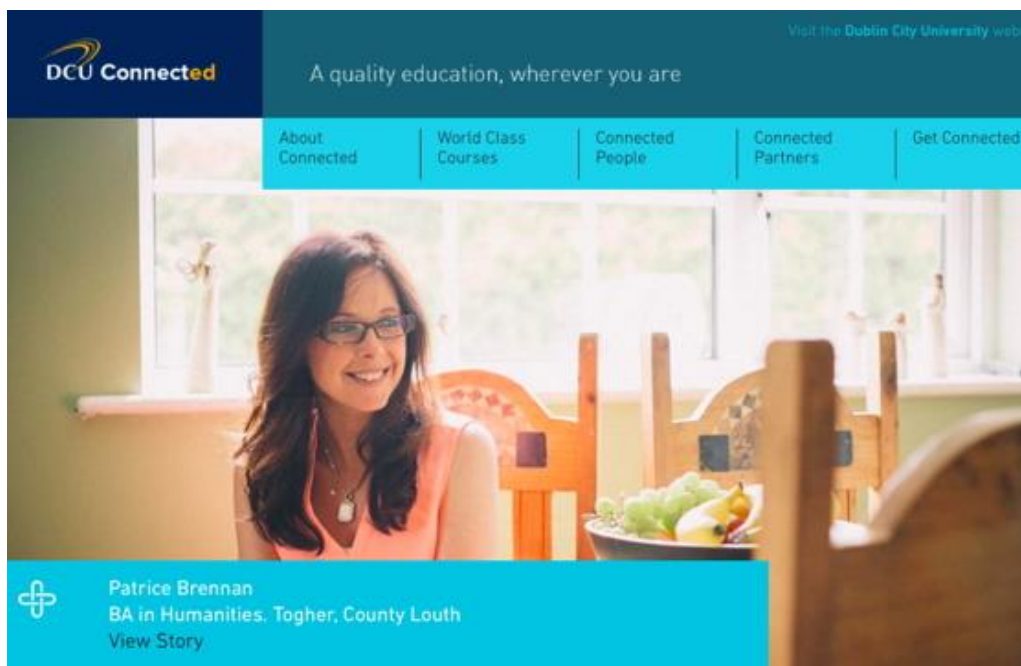 Visit the Dublin City University web
DCU Connected
A quality education, wherever you are
About
Connected
World Class
Courses
Connected
People
Connected
Partners
Get Connected
Patrice Brennan
BA in Humanities. Togher, County Louth
View Story